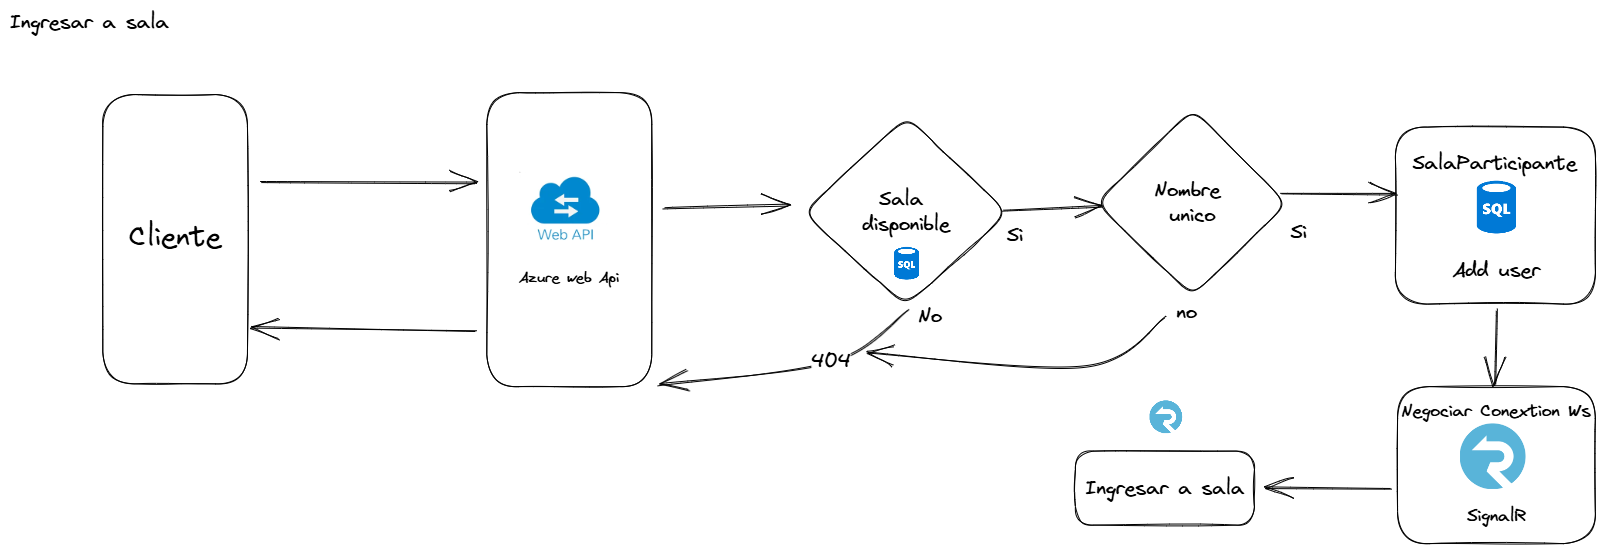 Ingresar a sala
Cliente
Web API
Azure web Api
Sala
disponible
SQL
Si
No
404
Nombre
unico
Si
no
SalaParticipante
SQL
Add user
Negociar Conextion Ws
SignalR
Ingresar a sala